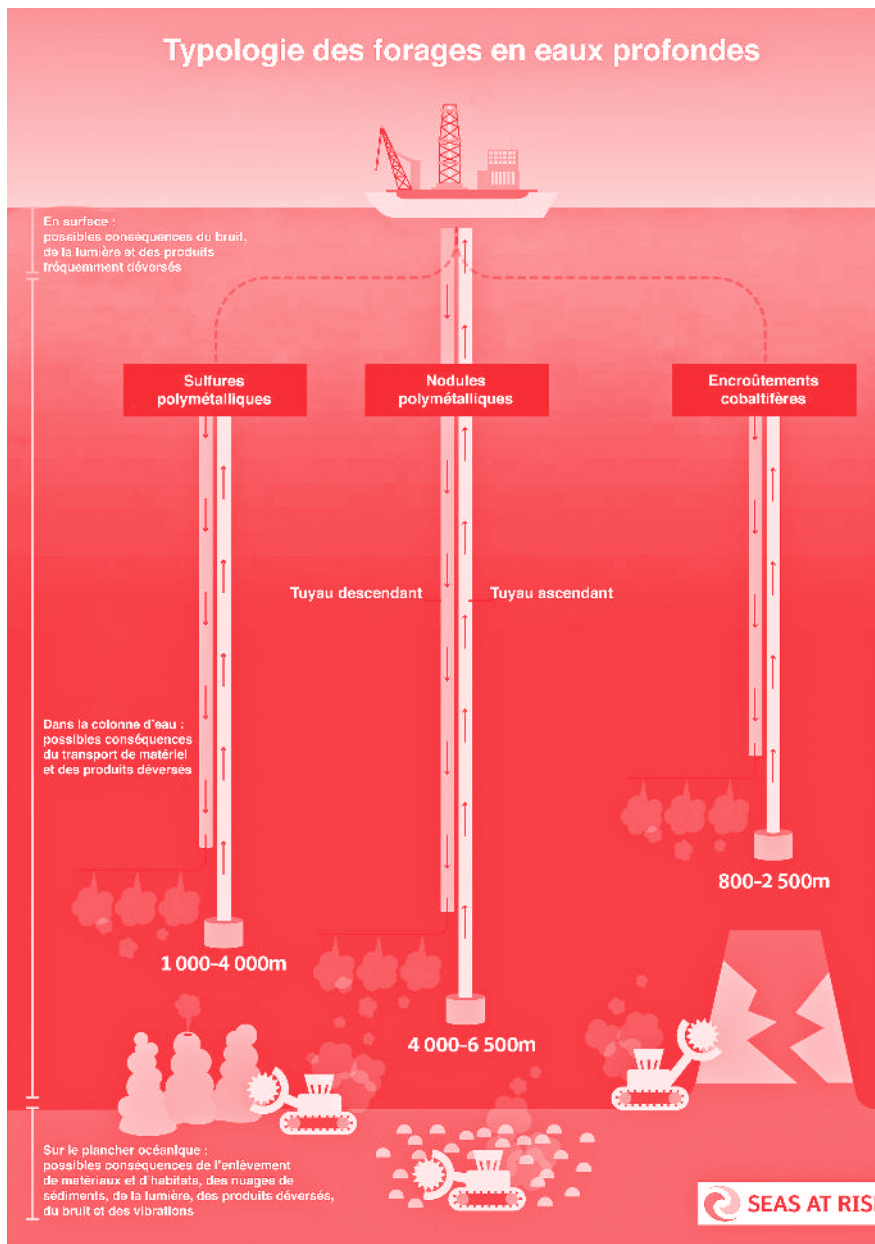 Typologie des forages en eaux profondes
En surface :
possibles conséquences du bruit,
de la lumière et des produits
fréquemment déversés
Sulfures
polymétalliques
Nodules
polymétalliques
Encroûtements
cobaltifères
Tuyau descendant
Tuyau ascendant
Dans la colonne d'eau :
possibles conséquences
du transport de matériel
et des produits déversés
800-2 500m
1 000-4 000m
4 000-6 500m
Sur le plancher océanique :
possibles conséquences de l'enlèvement
de matériaux et d'habitats, des nuages de
sédiments, de la lumière, des produits déversés,
du bruit et des vibrations
SEAS AT RIS